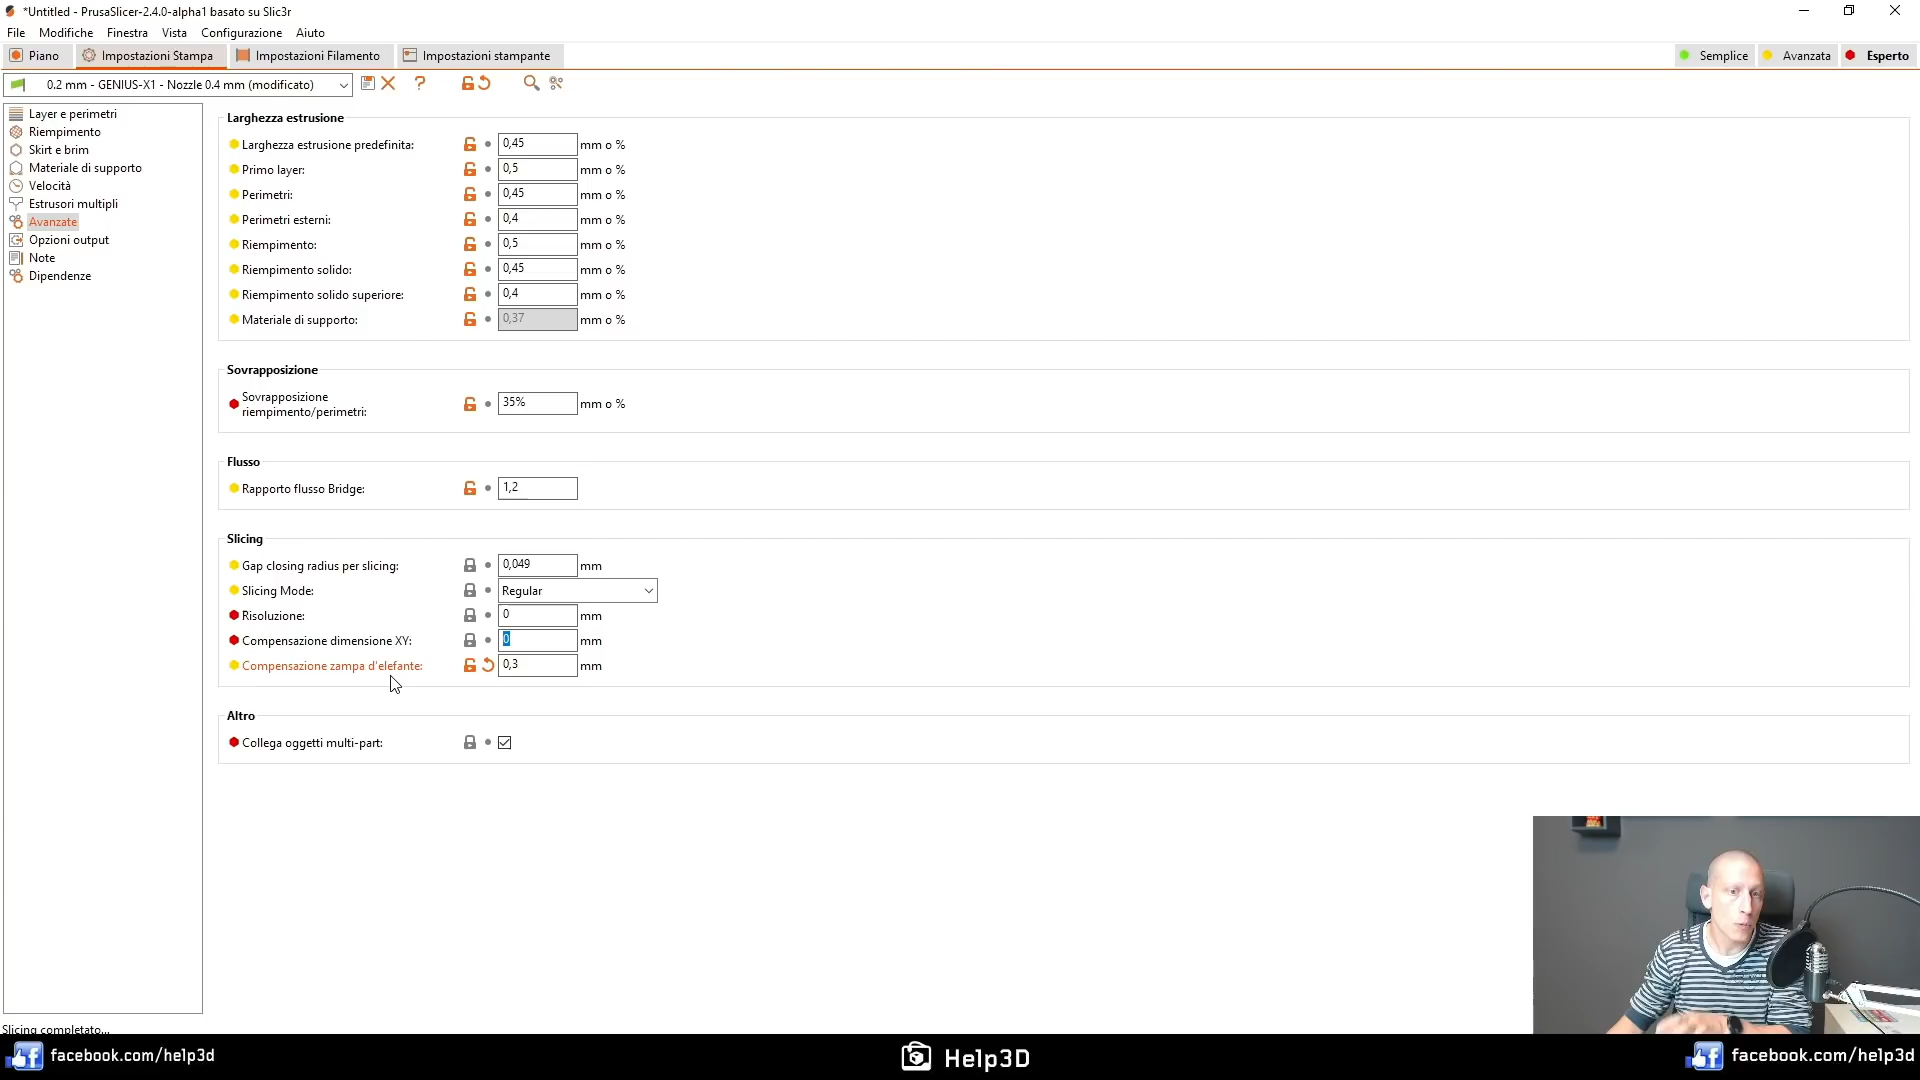 *Untitled - PrusaSlicer-2.4.0-alpha1 basato su Slic3r
File Modifiche Finestra Vista Configurazione Aiuto
Piano Impostazioni Stampa Impostazioni Filamento Impostazioni stampante Semplice Avanzata Esperto
0.2 mm - GENIUS-X1 - Nozzle 0.4 mm (modificato)
Layer e perimetri
Riempimento
Skirt e brim
Materiale di supporto
Velocità
Estrusori multipli
Avanzate
Opzioni output
Note
Dipendenze
Larghezza estrusione
Larghezza estrusione predefinita: 0,45 mm o %
Primo layer: 0,5 mm o %
Perimetri: 0,45 mm o %
Perimetri esterni: 0,4 mm o %
Riempimento: 0,5 mm o %
Riempimento solido: 0,45 mm o %
Riempimento solido superiore: 0,4 mm o %
Materiale di supporto: 0,37 mm o %
Sovrapposizione
Sovrapposizione
riempimento/perimetri: 35% mm o %
Flusso
Rapporto flusso Bridge: 1,2
Slicing
Gap closing radius per slicing: 0,049 mm
Slicing Mode: Regular
Risoluzione: 0 mm
Compensazione dimensione XY: 0 mm
Compensazione zampa d'elefante: 0,3 mm
Altro
Collega oggetti multi-part:
Slicing completato...
facebook.com/help3d Help3D facebook.com/help3d